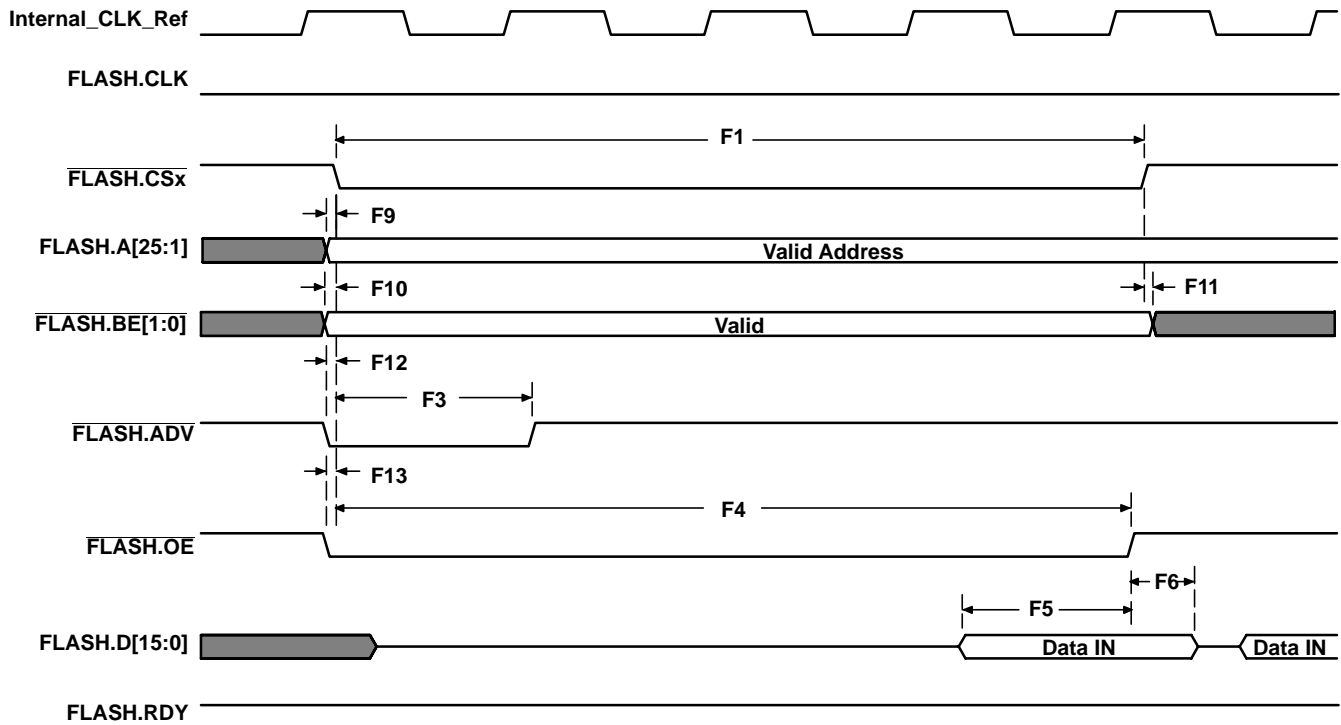 Internal_CLK_Ref
FLASH.CLK
F1
FLASH.CSx
F9
FLASH.A[25:1]
Valid Address
F10
F11
FLASH.BE[1:0]
Valid
F12
F3
FLASH.ADV
F13
F4
FLASH.OE
F6
F5
FLASH.D[15:0]
Data IN
Data IN
FLASH.RDY